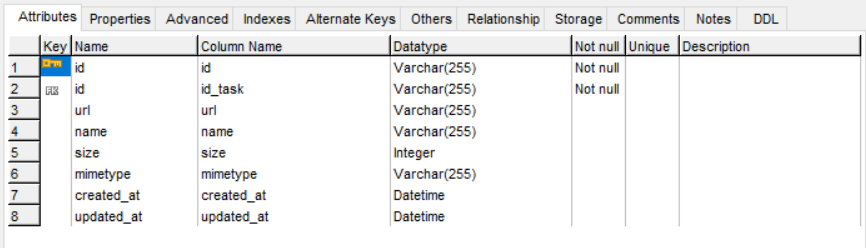 Attributes Properties Advanced Indexes Alternate Keys Others Relationship Storage Comments Notes DDL
Key Name Column Name Datatype Not null Unique Description
1 id id Varchar(255) Not null
2 FK id id_task Varchar(255) Not null
3 url url Varchar(255)
4 name name Varchar(255)
5 size size Integer
6 mimetype mimetype Varchar(255)
7 created_at created_at Datetime
8 updated_at updated_at Datetime